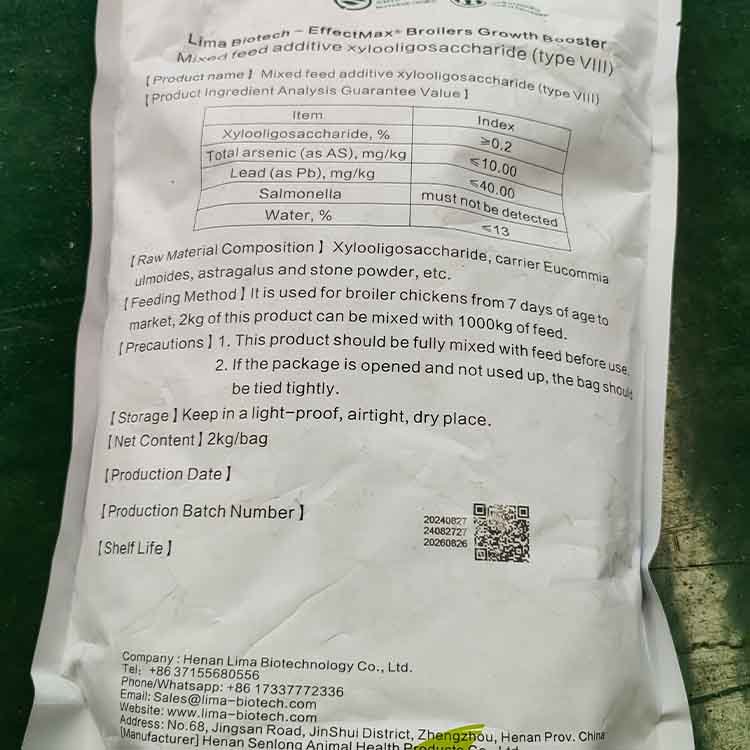 Lima Biotech - EffectMax® Broilers Growth Booster
Mixed feed additive xylooligosaccharide (type VIII)
【Product name】Mixed feed additive xylooligosaccharide (type VIII)
【Product Ingredient Analysis Guarantee Value】
Item Index
Xylooligosaccharide, % ≥0.2
Total arsenic (as AS), mg/kg ≤10.00
Lead (as Pb), mg/kg ≤40.00
Salmonella must not be detected
Water, % ≤13
【Raw Material Composition】Xylooligosaccharide, carrier Eucommia
ulmoides, astragalus and stone powder, etc.
【Feeding Method】It is used for broiler chickens from 7 days of age to
market, 2kg of this product can be mixed with 1000kg of feed.
【Precautions】1. This product should be fully mixed with feed before use.
2. If the package is opened and not used up, the bag should
be tied tightly.
【Storage】Keep in a light-proof, airtight, dry place.
【Net Content】2kg/bag
【Production Date】
【Production Batch Number】
【Shelf Life】
20240827
24082727
20260826
Company : Henan Lima Biotechnology Co., Ltd.
Tel: +86 37155680556
Phone/Whatsapp: +86 17337772336
Email: Sales@lima-biotech.com
Website: www.lima-biotech.com
Address: No.68, Jingsan Road, JinShui District, Zhengzhou, Henan Prov. China
[Manufacturer] Henan Senlong Animal Health Products Co., Ltd